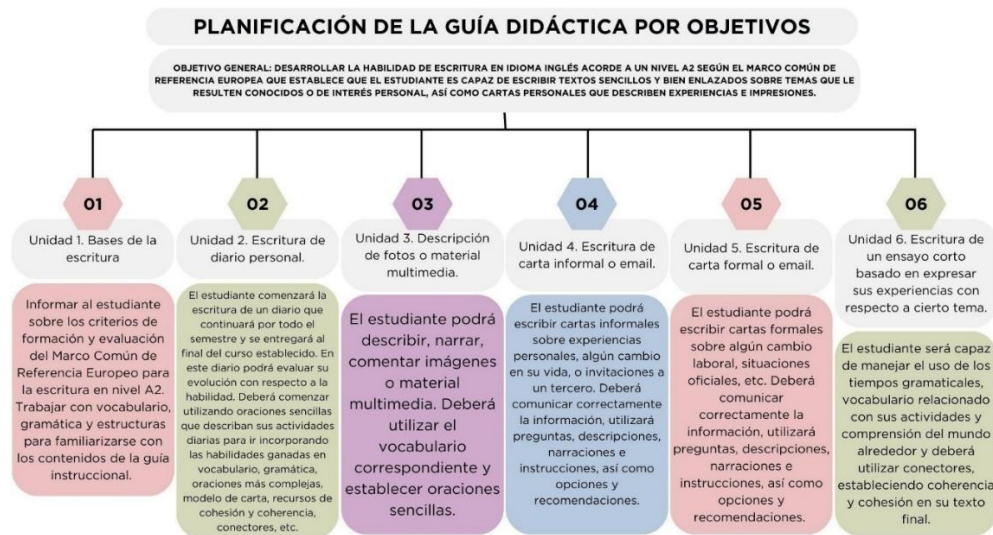 PLANIFICACIÓN DE LA GUÍA DIDÁCTICA POR OBJETIVOS
OBJETIVO GENERAL: DESARROLLAR LA HABILIDAD DE ESCRITURA EN IDIOMA INGLÉS ACORDE A UN NIVEL A2 SEGÚN EL MARCO COMÚN DE
REFERENCIA EUROPEA QUE ESTABLECE QUE EL ESTUDIANTE ES CAPAZ DE ESCRIBIR TEXTOS SENCILLOS Y BIEN ENLAZADOS SOBRE TEMAS QUE LE
RESULTEN CONOCIDOS O DE INTERÉS PERSONAL, ASÍ COMO CARTAS PERSONALES QUE DESCRIBEN EXPERIENCIAS E IMPRESIONES.
01
Unidad 1. Bases de la
escritura
Informar al estudiante
sobre los criterios de
formación y evaluación
del Marco Común de
Referencia Europeo para
la escritura en nivel A2.
Trabajar con vocabulario,
gramática y estructuras
para familiarizarse con
los contenidos de la guía
instruccional.
02
Unidad 2. Escritura de
diario personal.
El estudiante comenzará la
escritura de un diario que
continuará por todo el
semestre y se entregará al
final del curso establecido. En
este diario podrá evaluar su
evolución con respecto a la
habilidad. Deberá comenzar
utilizando oraciones sencillas
que describan sus actividades
diarias para ir incorporando
las habilidades ganadas en
vocabulario, gramática,
oraciones más complejas,
modelo de carta, recursos de
cohesión y coherencia,
conectores, etc.
03
Unidad 3. Descripción
de fotos o material
multimedia.
El estudiante podrá
describir, narrar,
comentar imágenes
o material
multimedia. Deberá
utilizar el
vocabulario
correspondiente y
establecer oraciones
sencillas.
04
Unidad 4. Escritura de
carta informal o email.
El estudiante podrá
escribir cartas informales
sobre experiencias
personales, algún cambio
en su vida, o invitaciones
a un tercero. Deberá
comunicar correctamente
la información, utilizará
preguntas, descripciones,
narraciones e
instrucciones, así como
opciones y
recomendaciones.
05
Unidad 5. Escritura de
carta formal o email.
El estudiante podrá
escribir cartas formales
sobre algún cambio
laboral, situaciones
oficiales, etc. Deberá
comunicar
correctamente la
información, utilizará
preguntas, descripciones,
narraciones e
instrucciones, así como
opciones y
recomendaciones.
06
Unidad 6. Escritura de
un ensayo corto
basado en expresar
sus experiencias con
respecto a cierto tema.
El estudiante será capaz
de manejar el uso de los
tiempos gramaticales,
vocabulario relacionado
con sus actividades y
comprensión del mundo
alrededor y deberá
utilizar conectores,
estableciendo coherencia
y cohesión en su texto
final.